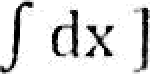 ∫ dx ]